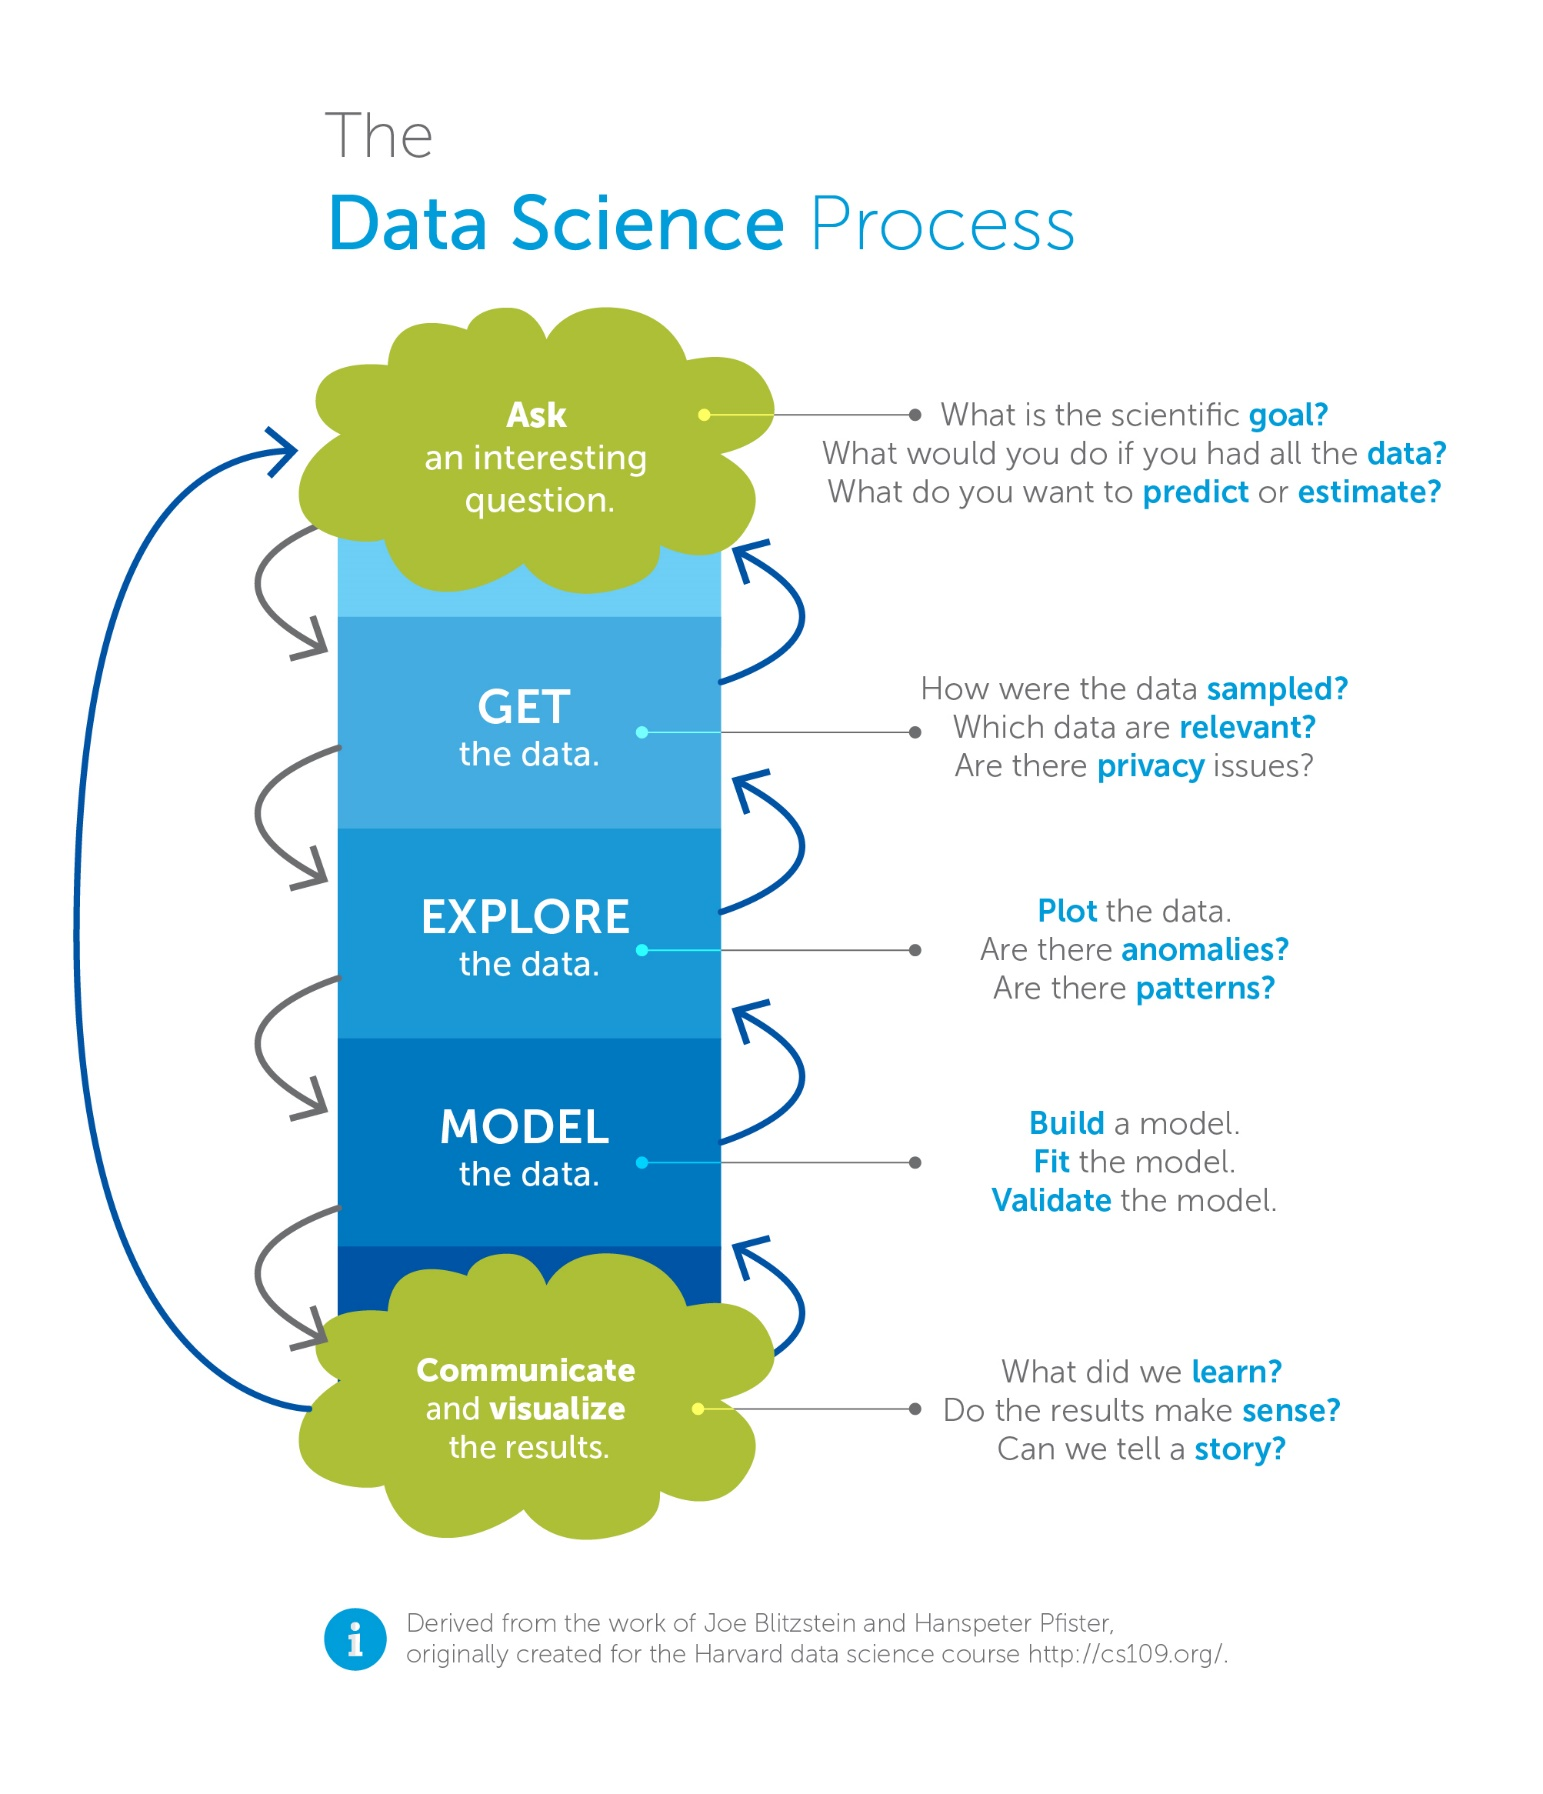 The
Data Science Process
Ask
an interesting
question.
What is the scientific goal?
What would you do if you had all the data?
What do you want to predict or estimate?
GET
the data.
How were the data sampled?
Which data are relevant?
Are there privacy issues?
EXPLORE
the data.
Plot the data.
Are there anomalies?
Are there patterns?
MODEL
the data.
Build a model.
Fit the model.
Validate the model.
Communicate
and visualize
the results.
What did we learn?
Do the results make sense?
Can we tell a story?
i
Derived from the work of Joe Blitzstein and Hanspeter Pfister,
originally created for the Harvard data science course http://cs109.org/.